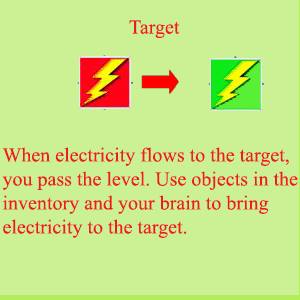 Target
When electricity flows to the target,
you pass the level. Use objects in the
inventory and your brain to bring
electricity to the target.